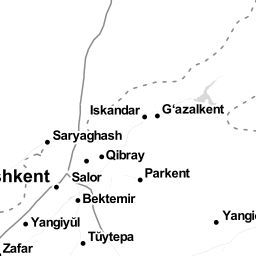 Iskandar
G‘azalkent
Saryaghash
Qibray
shkent
Salor
Parkent
Bektemir
Yangiyŭl
Yangi
Tŭytepa
Zafar